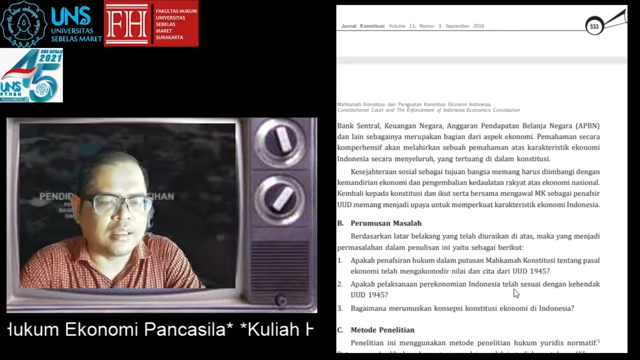 UNS
UNIVERSITAS
SEBELAS MARET
FH
FAKULTAS HUKUM
UNIVERSITAS
SEBELAS
MARET
SURAKARTA
2021
45
UNS
PTNBH
PENDID
HAN
Hukum Ekonomi Pancasila* *Kuliah H
Jurnal Konstitusi Volume 13, Nomor 3, September 2016
533
Mahkamah Konstitusi dan Penguatan Konstitusi Ekonomi Indonesia
Constitutional Court and The Enforcement of Indonesia Economics Constitution
Bank Sentral, Keuangan Negara, Anggaran Pendapatan Belanja Negara (APBN)
dan lain sebagainya merupakan bagian dari aspek ekonomi. Pemahaman secara
komperhensif akan melahirkan sebuah pemahaman atas karakteristik ekonomi
Indonesia secara menyeluruh, yang tertuang di dalam konstitusi.
Kesejahteraan sosial sebagai tujuan bangsa memang harus diimbangi dengan
kemandirian ekonomi dan pengembalian kedaulatan rakyat atas ekonomi nasional.
Kembali kepada konstitusi dan ikut serta bersama mengawal MK sebagai penafsir
UUD memang menjadi upaya untuk memperkuat karakteristik ekonomi Indonesia.
B. Perumusan Masalah
Berdasarkan latar belakang yang telah diuraikan di atas, maka yang menjadi
permasalahan dalam penulisan ini yaitu sebagai berikut:
1. Apakah penafsiran hukum dalam putusan Mahkamah Konstitusi tentang pasal
ekonomi telah mengakomodir nilai dan cita dari UUD 1945?
2. Apakah pelaksanaan perekonomian Indonesia telah sesuai dengan kehendak
UUD 1945?
3. Bagaimana merumuskan konsepsi konstitusi ekonomi di Indonesia?
C. Metode Penelitian
Penelitian ini menggunakan metode penelitian hukum yuridis normatif.